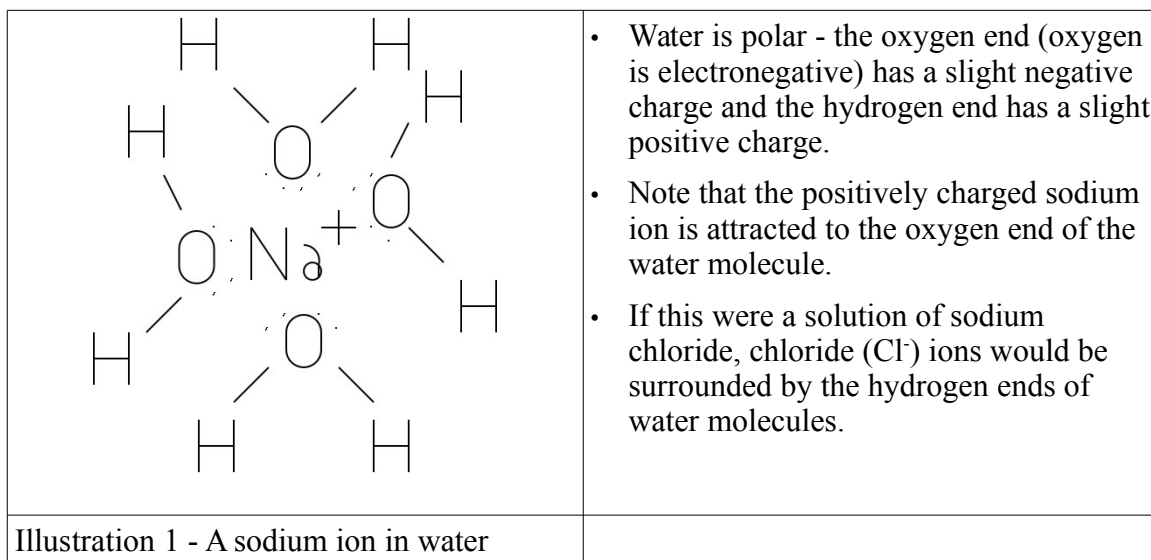 H H
H
H
O
O
+
O Na
H
H
O
H H
• Water is polar - the oxygen end (oxygen
is electronegative) has a slight negative
charge and the hydrogen end has a slight
positive charge.
• Note that the positively charged sodium
ion is attracted to the oxygen end of the
water molecule.
• If this were a solution of sodium
chloride, chloride (Cl⁻) ions would be
surrounded by the hydrogen ends of
water molecules.
Illustration 1 - A sodium ion in water